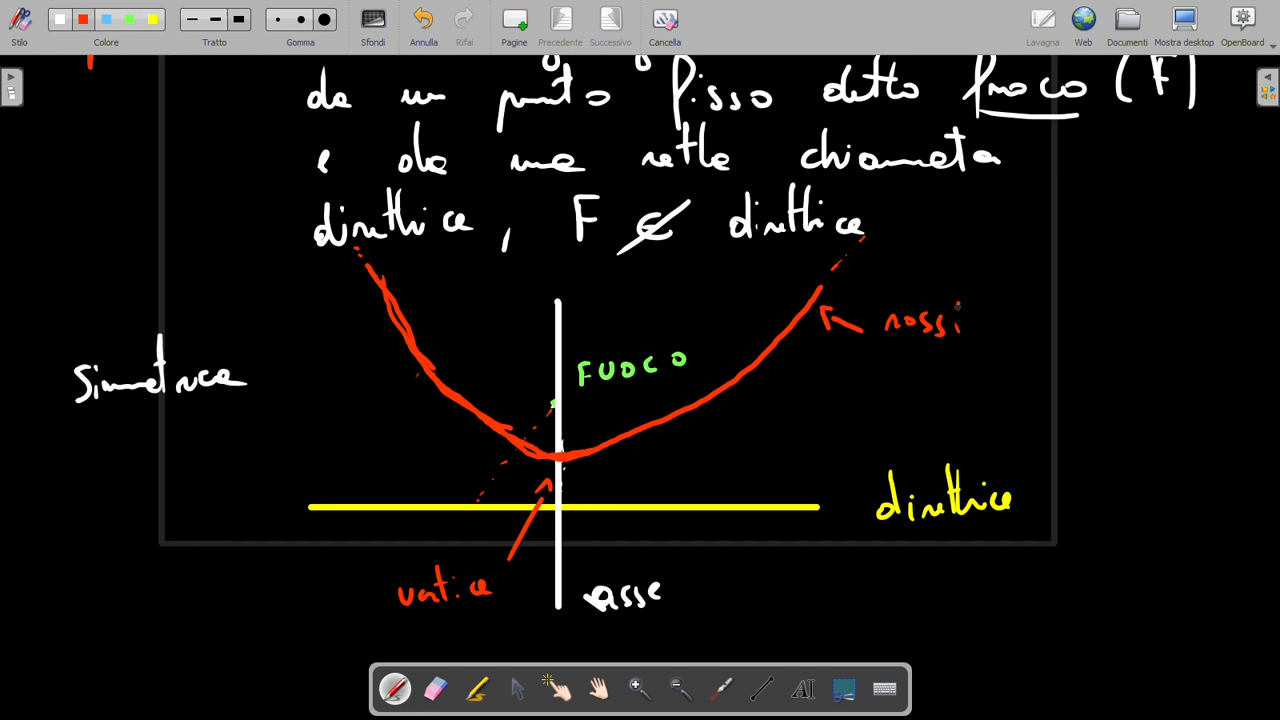 Stilo Colore Tratto Gomma Sfondi Annulla Rifai Pagine Precedente Successivo Cancella Lavagna Web Documenti Mostra desktop OpenBoard
da un punto fisso detto fuoco (F)
e da una retta chiamata
direttrice, F ∉ direttrice
rossi
FUOCO
Simmetrica
direttrice
vertice
asse
AI